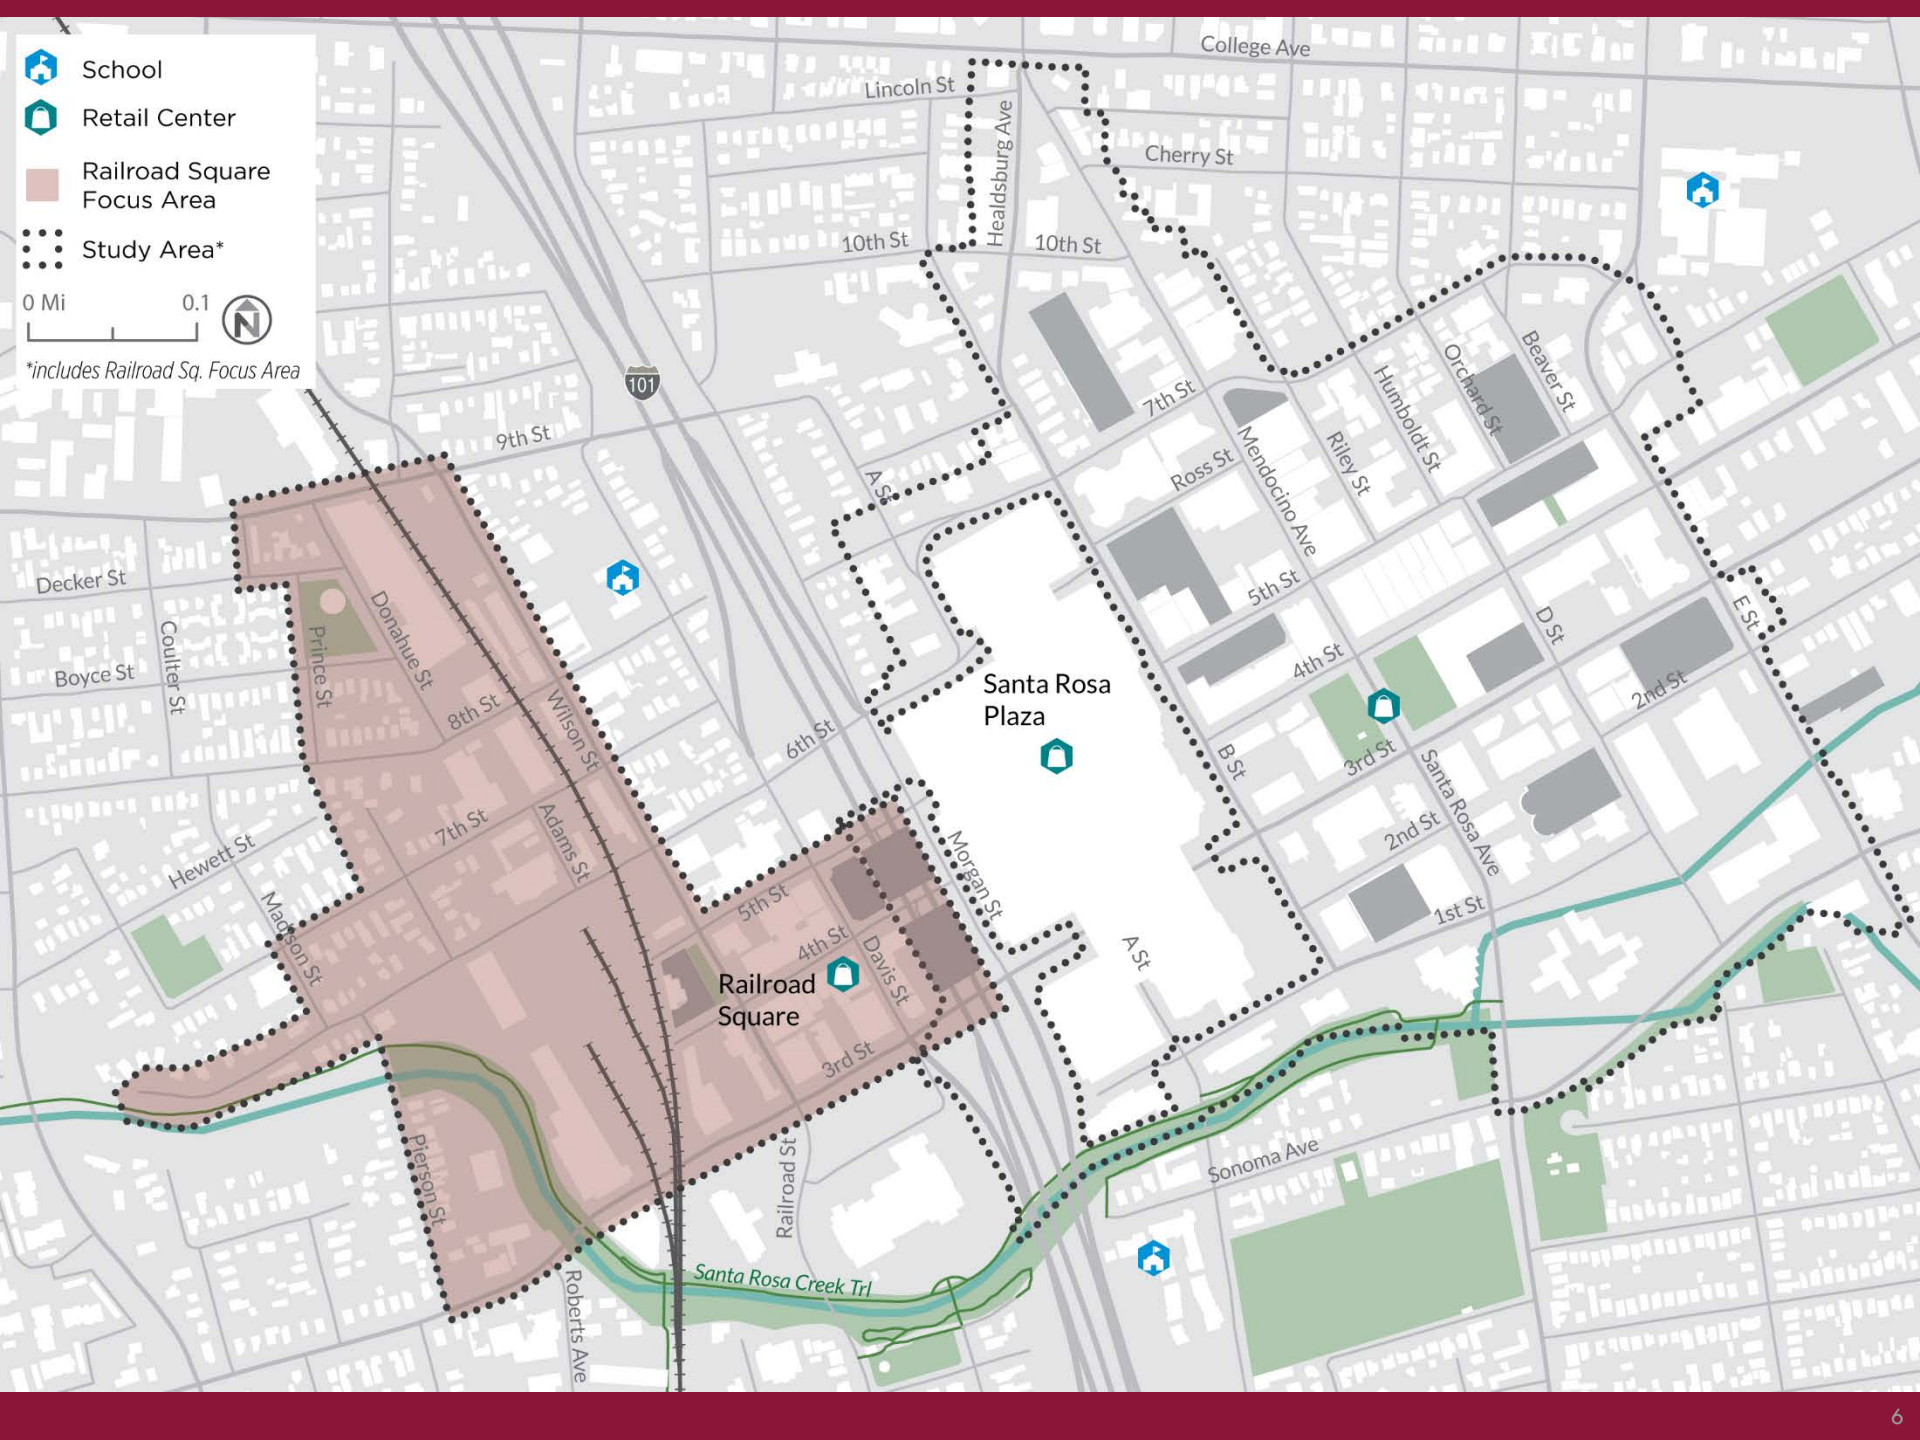 School
Retail Center
Railroad Square
Focus Area
Study Area*
0 Mi
0.1
N
*includes Railroad Sq. Focus Area
College Ave
Lincoln St
Healdsburg Ave
Cherry St
10th St
10th St
101
9th St
7th St
Ross St
A St
Mendocino Ave
Riley St
Humboldt St
Orchard St
Beaver St
Decker St
Coulter St
Boyce St
Prince St
Donahue St
8th St
Wilson St
5th St
4th St
D St
E St
2nd St
Santa Rosa
Plaza
6th St
B St
3rd St
Santa Rosa Ave
2nd St
1st St
Hewett St
7th St
Adams St
Madison St
Morgan St
5th St
4th St
Davis St
A St
Railroad
Square
3rd St
Pierson St
Railroad St
Sonoma Ave
Santa Rosa Creek Trl
Roberts Ave
6